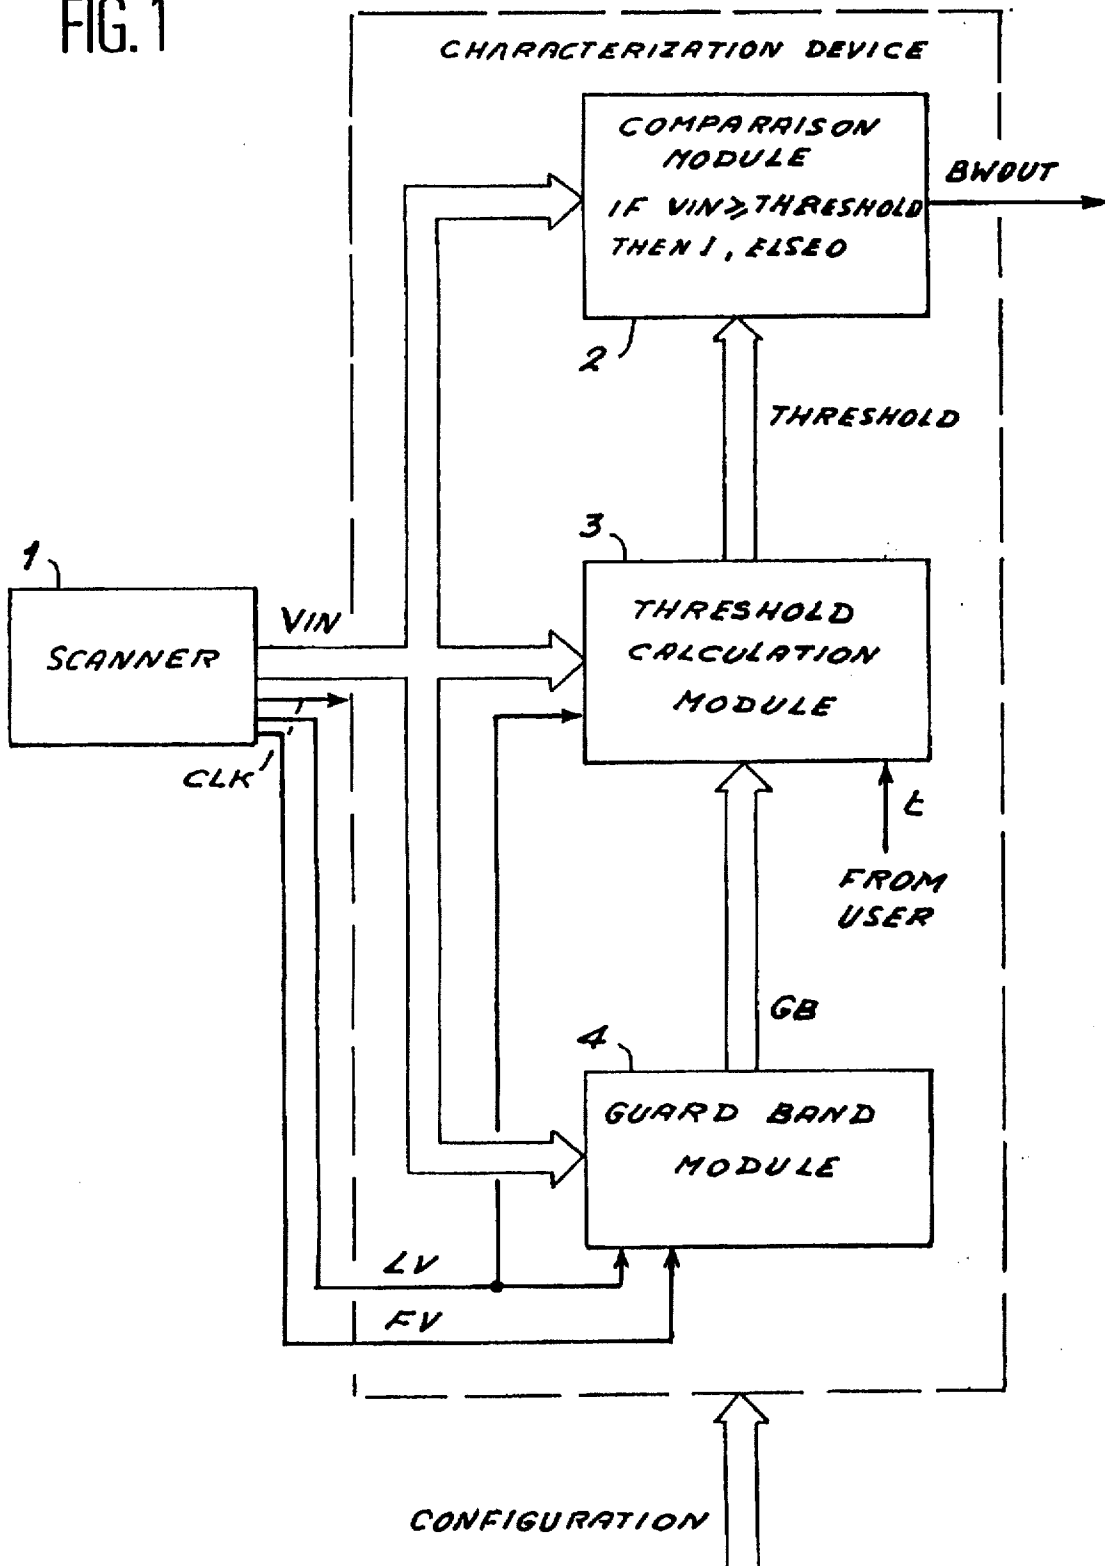 FIG. 1
CHARACTERIZATION DEVICE
COMPARAISON
MODULE
IF VIN ≥ THRESHOLD
THEN 1, ELSE 0
BWOUT
2
THRESHOLD
3
THRESHOLD
CALCULATION
MODULE
1
SCANNER
VIN
CLK
t
FROM
USER
GB
4
GUARD BAND
MODULE
LV
FV
CONFIGURATION